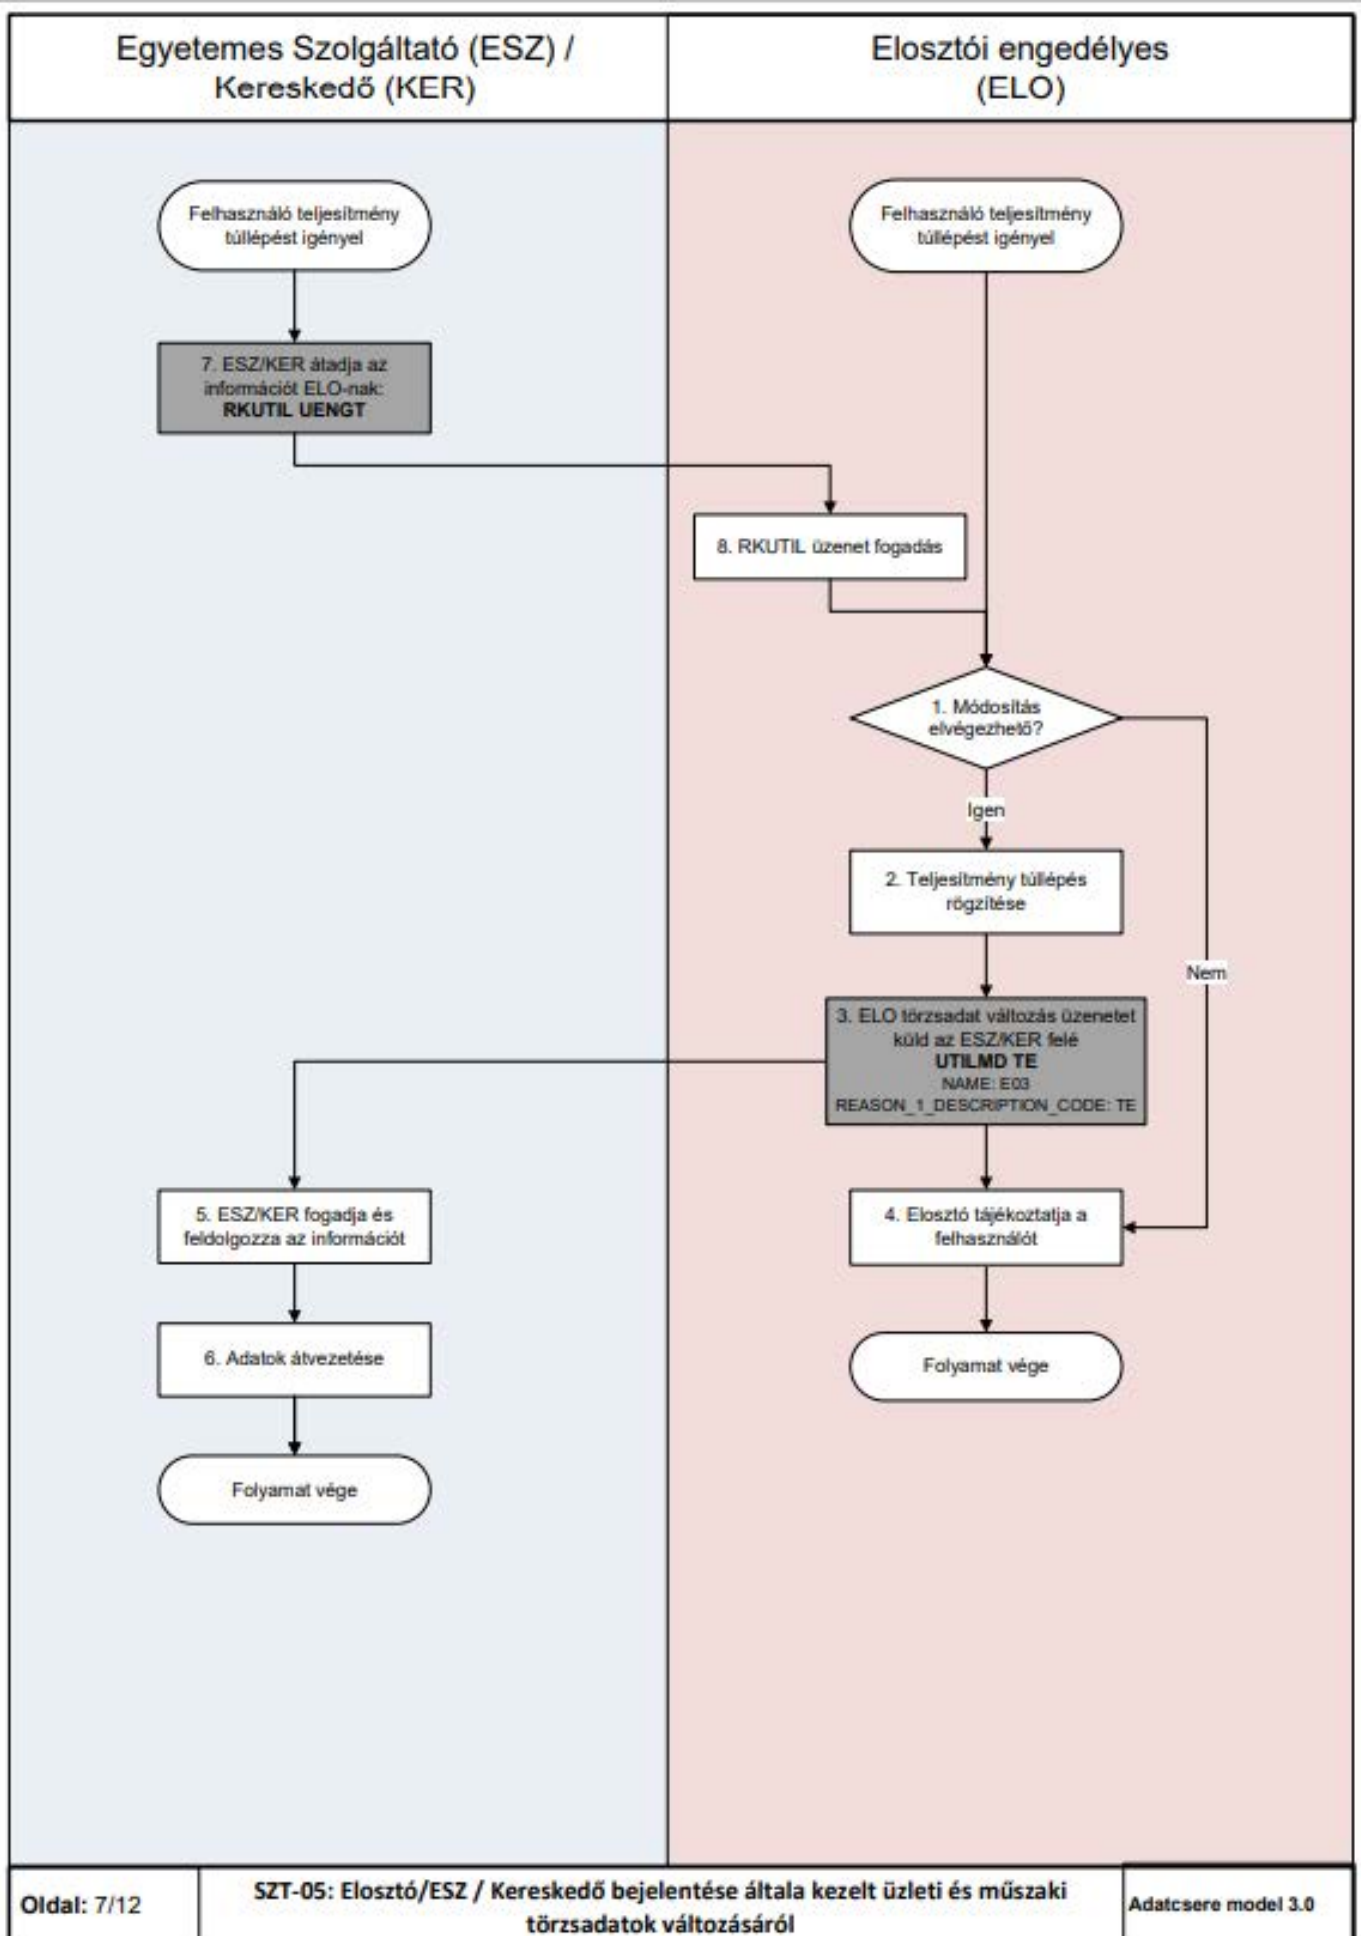 Egyetemes Szolgáltató (ESZ) /
Kereskedő (KER)
Elosztói engedélyes
(ELO)
Felhasználó teljesítmény
túllépést igényel
Felhasználó teljesítmény
túllépést igényel
7. ESZ/KER átadja az
információt ELO-nak:
RKUTIL UENGT
8. RKUTIL üzenet fogadás
1. Módosítás
elvégezhető?
Igen
2. Teljesítmény túllépés
rögzítése
Nem
3. ELO törzsadat változás üzenetet
küld az ESZ/KER felé
UTILMD TE
NAME: E03
REASON_1_DESCRIPTION_CODE: TE
5. ESZ/KER fogadja és
feldolgozza az információt
4. Elosztó tájékoztatja a
felhasználót
6. Adatok átvezetése
Folyamat vége
Folyamat vége
Oldal: 7/12
SZT-05: Elosztó/ESZ / Kereskedő bejelentése általa kezelt üzleti és műszaki
törzsadatok változásáról
Adatcsere model 3.0